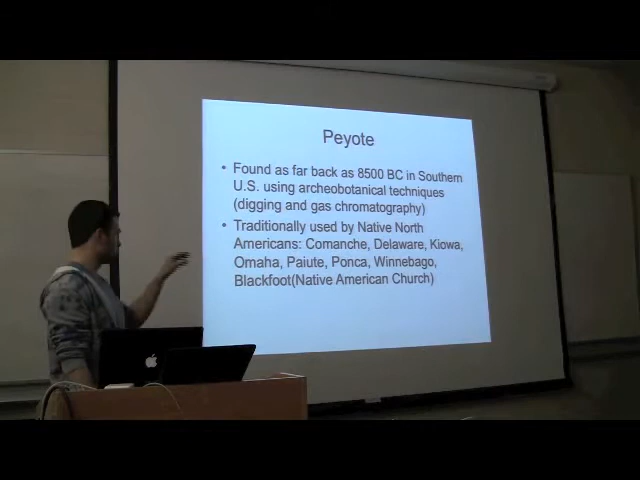 Peyote
• Found as far back as 8500 BC in Southern
U.S. using archeobotanical techniques
(digging and gas chromatography)
• Traditionally used by Native North
Americans: Comanche, Delaware, Kiowa,
Omaha, Paiute, Ponca, Winnebago,
Blackfoot(Native American Church)